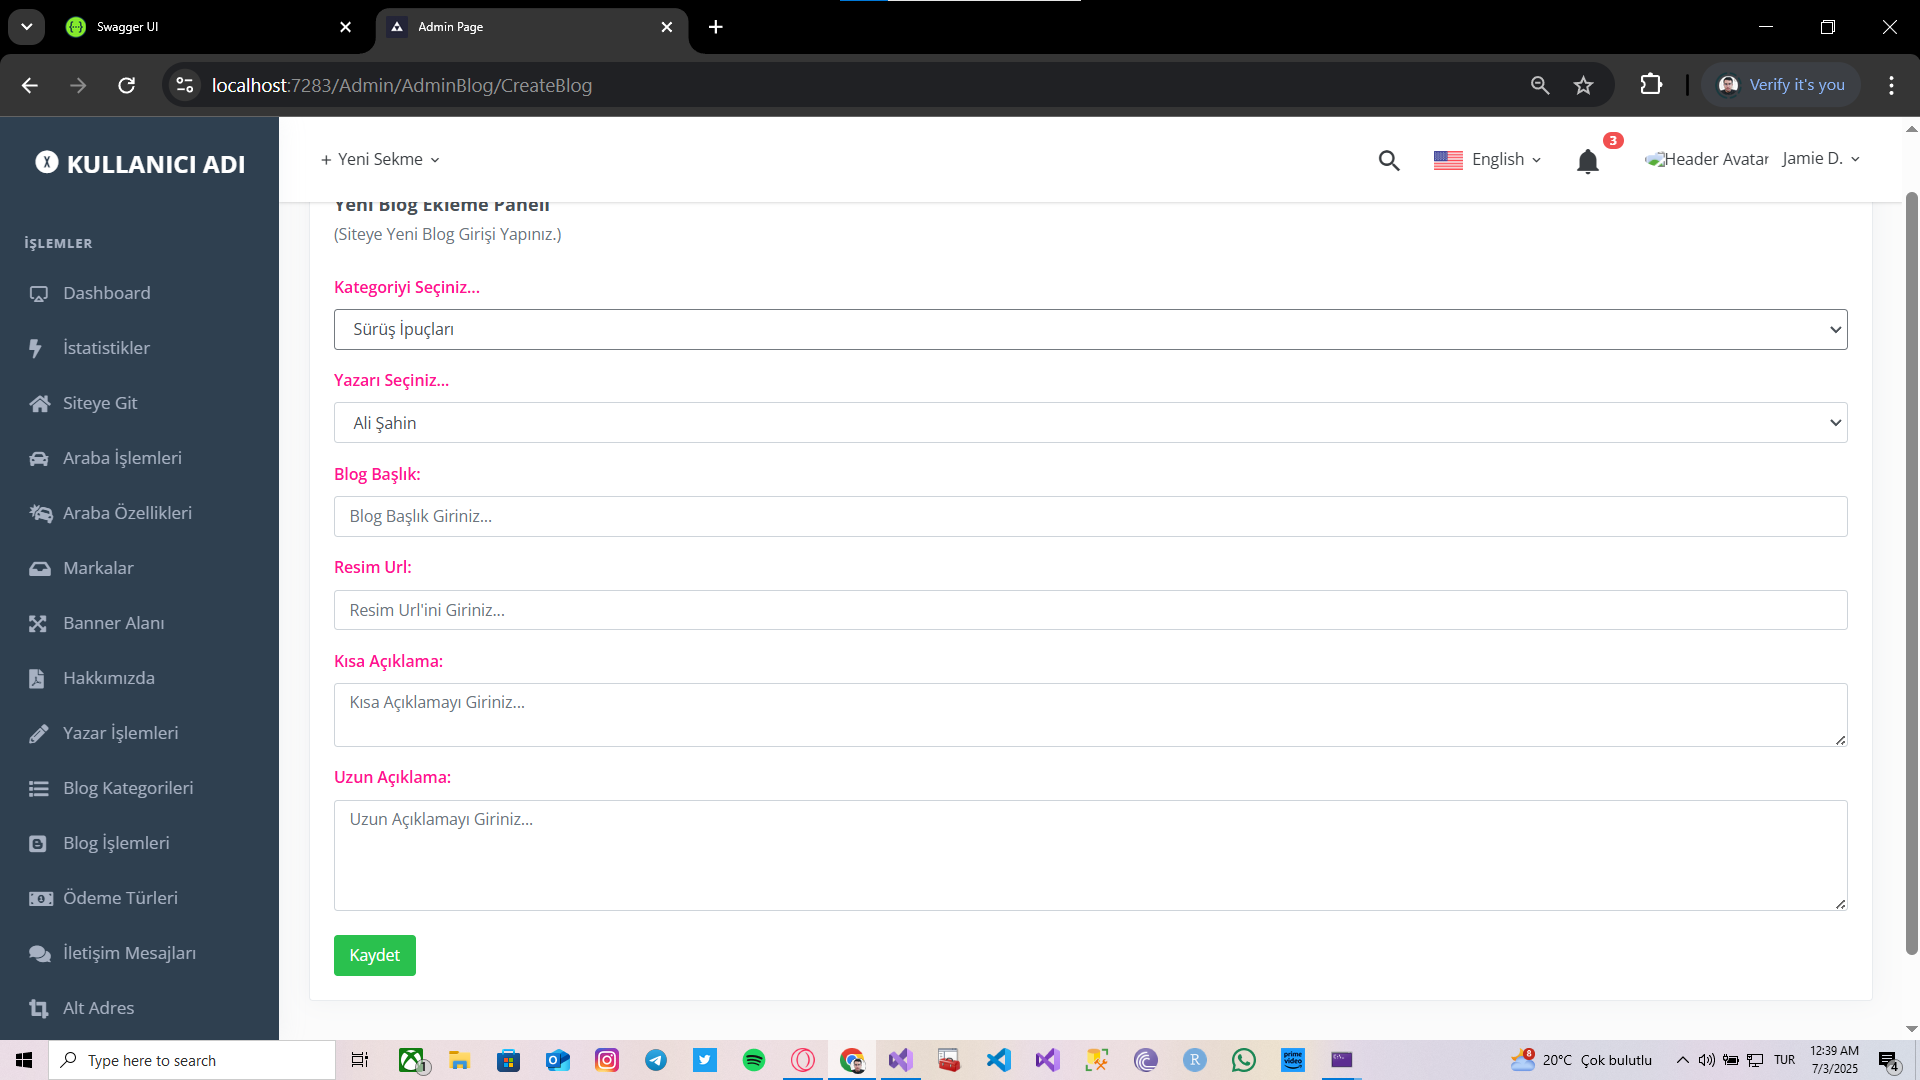 Swagger UI
Admin Page
localhost:7283/Admin/AdminBlog/CreateBlog
Verify it's you
X KULLANICI ADI
+ Yeni Sekme
English
3
Header Avatar
Jamie D.
İŞLEMLER
Dashboard
İstatistikler
Siteye Git
Araba İşlemleri
Araba Özellikleri
Markalar
Banner Alanı
Hakkımızda
Yazar İşlemleri
Blog Kategorileri
Blog İşlemleri
Ödeme Türleri
İletişim Mesajları
Alt Adres
Yeni Blog Ekleme Paneli
(Siteye Yeni Blog Girişi Yapınız.)
Kategoriyi Seçiniz...
Sürüş İpuçları
Yazarı Seçiniz...
Ali Şahin
Blog Başlık:
Blog Başlık Giriniz...
Resim Url:
Resim Url'ini Giriniz...
Kısa Açıklama:
Kısa Açıklamayı Giriniz...
Uzun Açıklama:
Uzun Açıklamayı Giriniz...
Kaydet
Type here to search
1
R
prime video
8
20°C Çok bulutlu
TUR
12:39 AM
7/3/2025
4